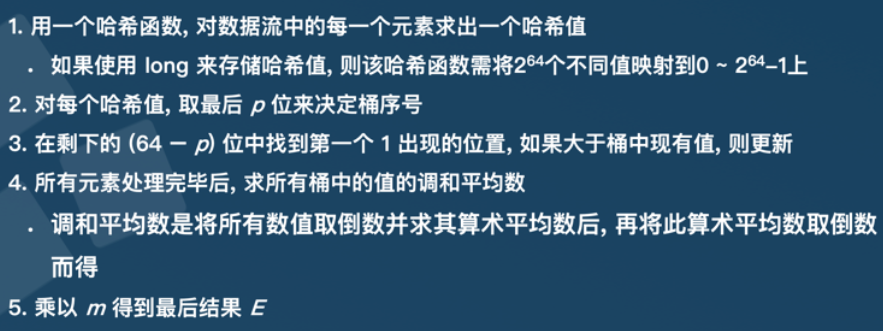 1. 用一个哈希函数, 对数据流中的每一个元素求出一个哈希值
· 如果使用 long 来存储哈希值, 则该哈希函数需将2⁶⁴个不同值映射到0 ~ 2⁶⁴–1上
2. 对每个哈希值, 取最后 p 位来决定桶序号
3. 在剩下的 (64 – p) 位中找到第一个 1 出现的位置, 如果大于桶中现有值, 则更新
4. 所有元素处理完毕后, 求所有桶中的值的调和平均数
· 调和平均数是将所有数值取倒数并求其算术平均数后, 再将此算术平均数取倒数
而得
5. 乘以 m 得到最后结果 E